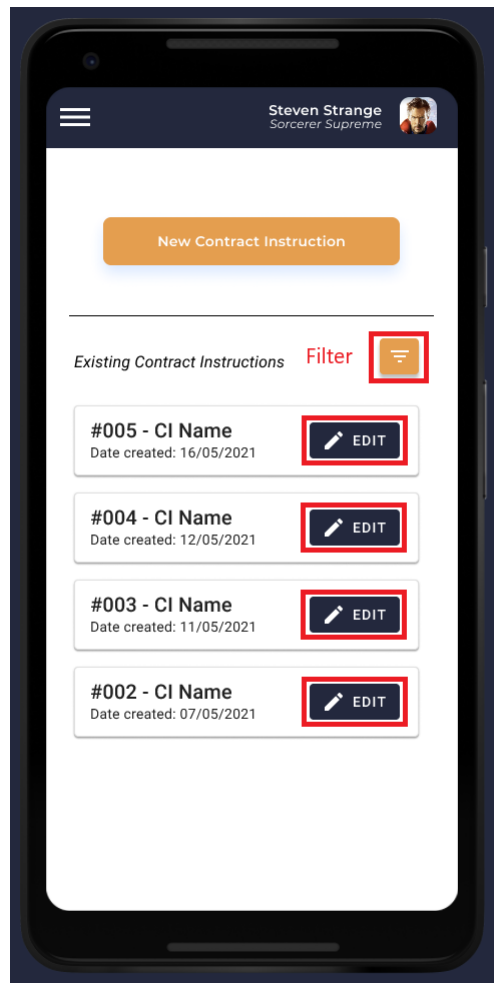 Steven Strange
Sorcerer Supreme
New Contract Instruction
Existing Contract Instructions
Filter
#005 - CI Name
Date created: 16/05/2021
EDIT
#004 - CI Name
Date created: 12/05/2021
EDIT
#003 - CI Name
Date created: 11/05/2021
EDIT
#002 - CI Name
Date created: 07/05/2021
EDIT